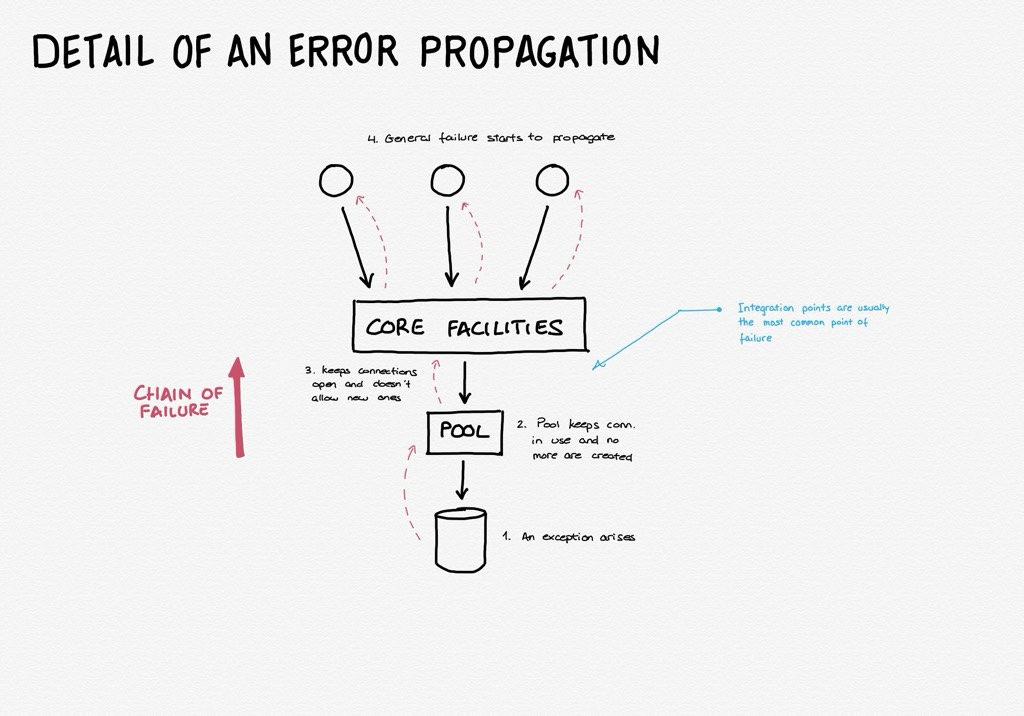 DETAIL OF AN ERROR PROPAGATION
4. General failure starts to propagate
CORE FACILITIES
Integration points are usually
the most common point of
failure
3. keeps connections
open and doesn't
allow new ones
CHAIN OF
FAILURE
POOL
2. Pool keeps conn.
in use and no
more are created
1. An exception arises